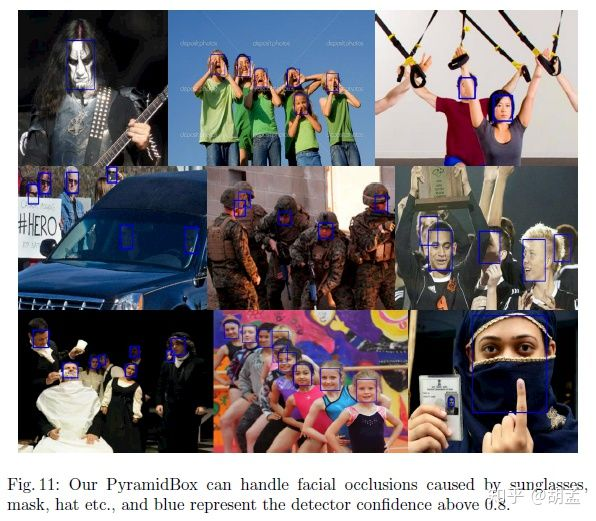 depositphotos
depositphotos
depositphotos
#HERO
Fig. 11: Our PyramidBox can handle facial occlusions caused by sunglasses,
mask, hat etc., and blue represent the detector confidence above 0.8.
知乎 @胡孟